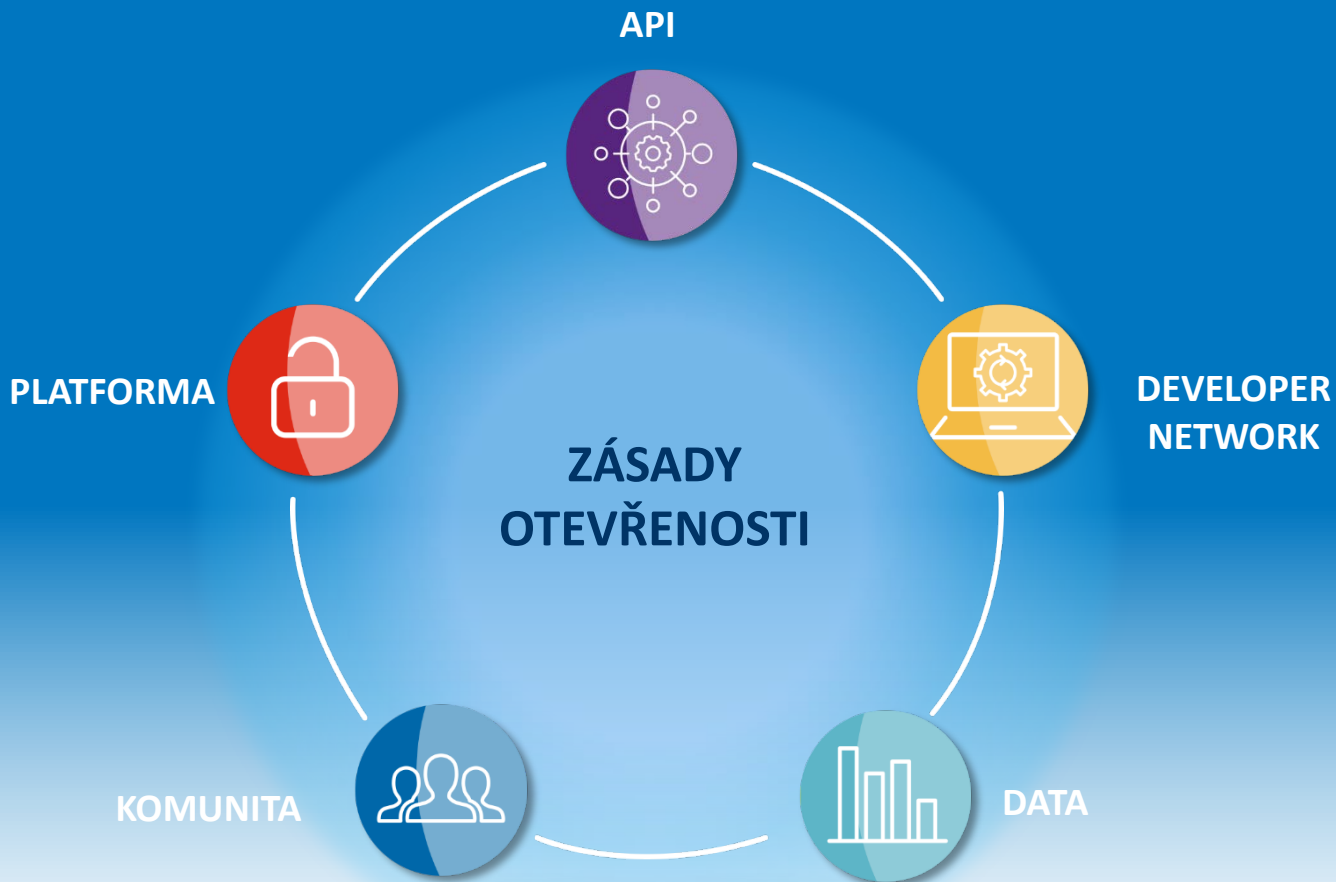 API
PLATFORMA
DEVELOPER
NETWORK
ZÁSADY
OTEVŘENOSTI
KOMUNITA
DATA